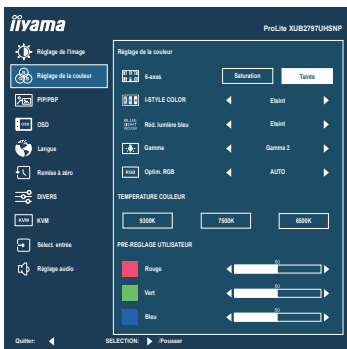 iiyama
ProLite XUB2797UHSNP
Réglage de l'image
Réglage de la couleur
PIP/PBP
OSD
Langue
Remise à zéro
DIVERS
KVM
KVM
Sélect. entrée
Réglage audio
Réglage de la couleur
6-axes
Saturation
Teinte
I-STYLE COLOR
Eteint
BLUE LIGHT REDUCER
Réd. lumière bleu
Eteint
Gamma
Gamma 2
RGB
Optim. RGB
AUTO
TEMPERATURE COULEUR
9300K
7500K
6500K
PRE-REGLAGE UTILISATEUR
Rouge
50
Vert
50
Bleu
50
Quitter:
SELECTION:
/Pousser